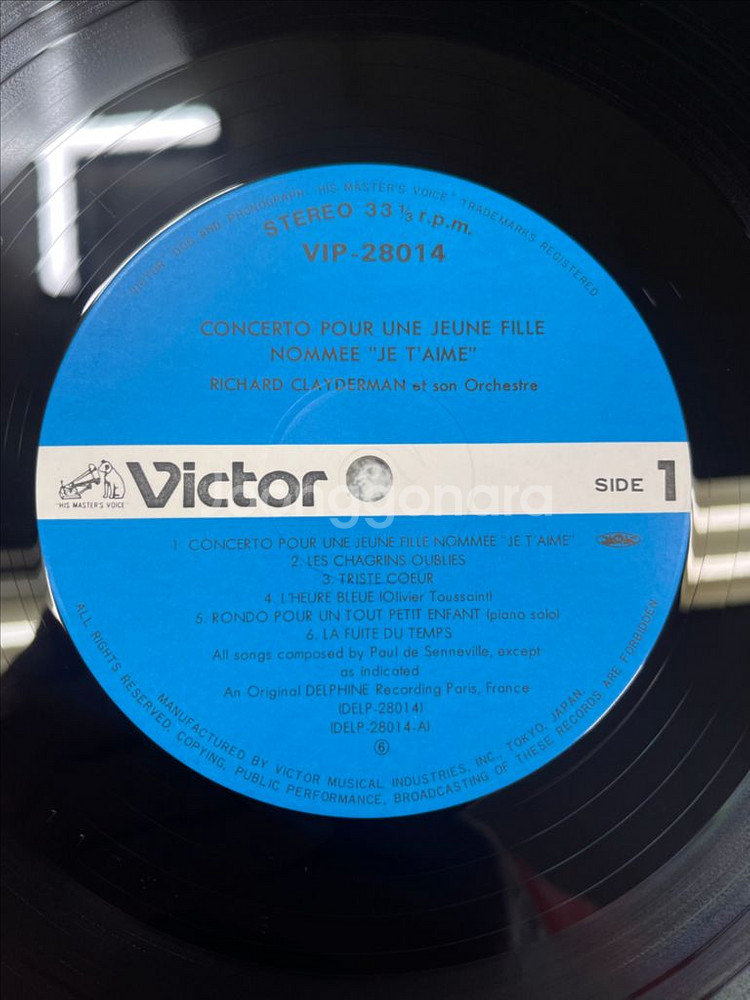 "VICTOR" DOG AND PHONOGRAPH "HIS MASTER'S VOICE" TRADEMARKS REGISTERED
STEREO 33 1/3 r.p.m.
VIP-28014
CONCERTO POUR UNE JEUNE FILLE
NOMMEE "JE T'AIME"
RICHARD CLAYDERMAN et son Orchestre
"HIS MASTER'S VOICE"
Victor
SIDE 1
1. CONCERTO POUR UNE JEUNE FILLE NOMMEE "JE T'AIME"
2. LES CHAGRINS OUBLIES
3. TRISTE COEUR
4. L'HEURE BLEUE (Olivier Toussaint)
5. RONDO POUR UN TOUT PETIT ENFANT (piano solo)
6. LA FUITE DU TEMPS
All songs composed by Paul de Senneville, except
as indicated
An Original DELPHINE Recording Paris, France
(DELP-28014)
(DELP-28014-A)
⑥
MANUFACTURED BY VICTOR MUSICAL INDUSTRIES, INC., TOKYO, JAPAN
ALL RIGHTS RESERVED. COPYING, PUBLIC PERFORMANCE, BROADCASTING OF THESE RECORDS ARE FORBIDDEN.